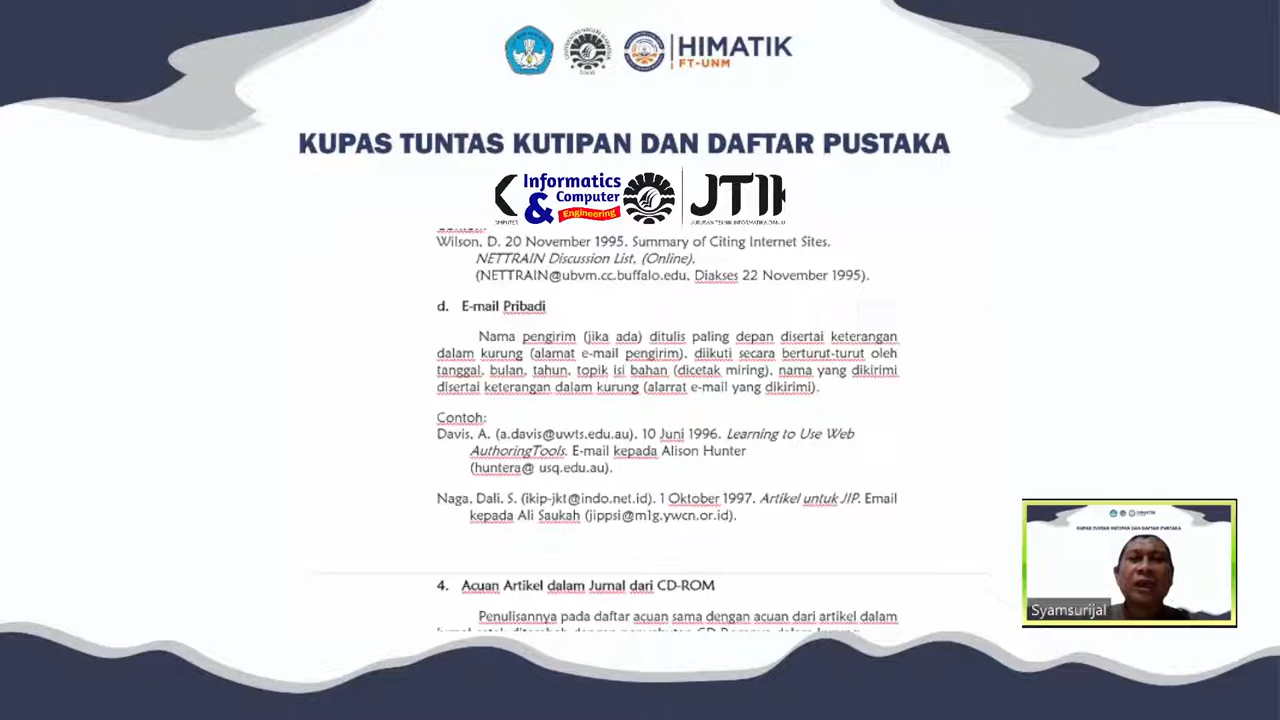 HIMATIK
FT-UNM
KUPAS TUNTAS KUTIPAN DAN DAFTAR PUSTAKA
Informatics
& Computer
Engineering
JTIK
Wilson, D. 20 November 1995. Summary of Citing Internet Sites.
NETTRAIN Discussion List, (Online),
(NETTRAIN@ubvm.cc.buffalo.edu, Diakses 22 November 1995).
d. E-mail Pribadi
Nama pengirim (jika ada) ditulis paling depan disertai keterangan
dalam kurung (alamat e-mail pengirim), diikuti secara berturut-turut oleh
tanggal, bulan, tahun, topik isi bahan (dicetak miring), nama yang dikirimi
disertai keterangan dalam kurung (alarrat e-mail yang dikirimi).
Contoh:
Davis, A. (a.davis@uwts.edu.au). 10 Juni 1996. Learning to Use Web
AuthoringTools. E-mail kepada Alison Hunter
(huntera@ usq.edu.au).
Naga, Dali, S. (ikip-jkt@indo.net.id). 1 Oktober 1997. Artikel untuk JIP. Email
kepada Ali Saukah (jippsi@m1g.ywcn.or.id).
4. Acuan Artikel dalam Jurnal dari CD-ROM
Penulisannya pada daftar acuan sama dengan acuan dari artikel dalam
HIMATIK
KUPAS TUNTAS KUTIPAN DAN DAFTAR PUSTAKA
Syamsurijal